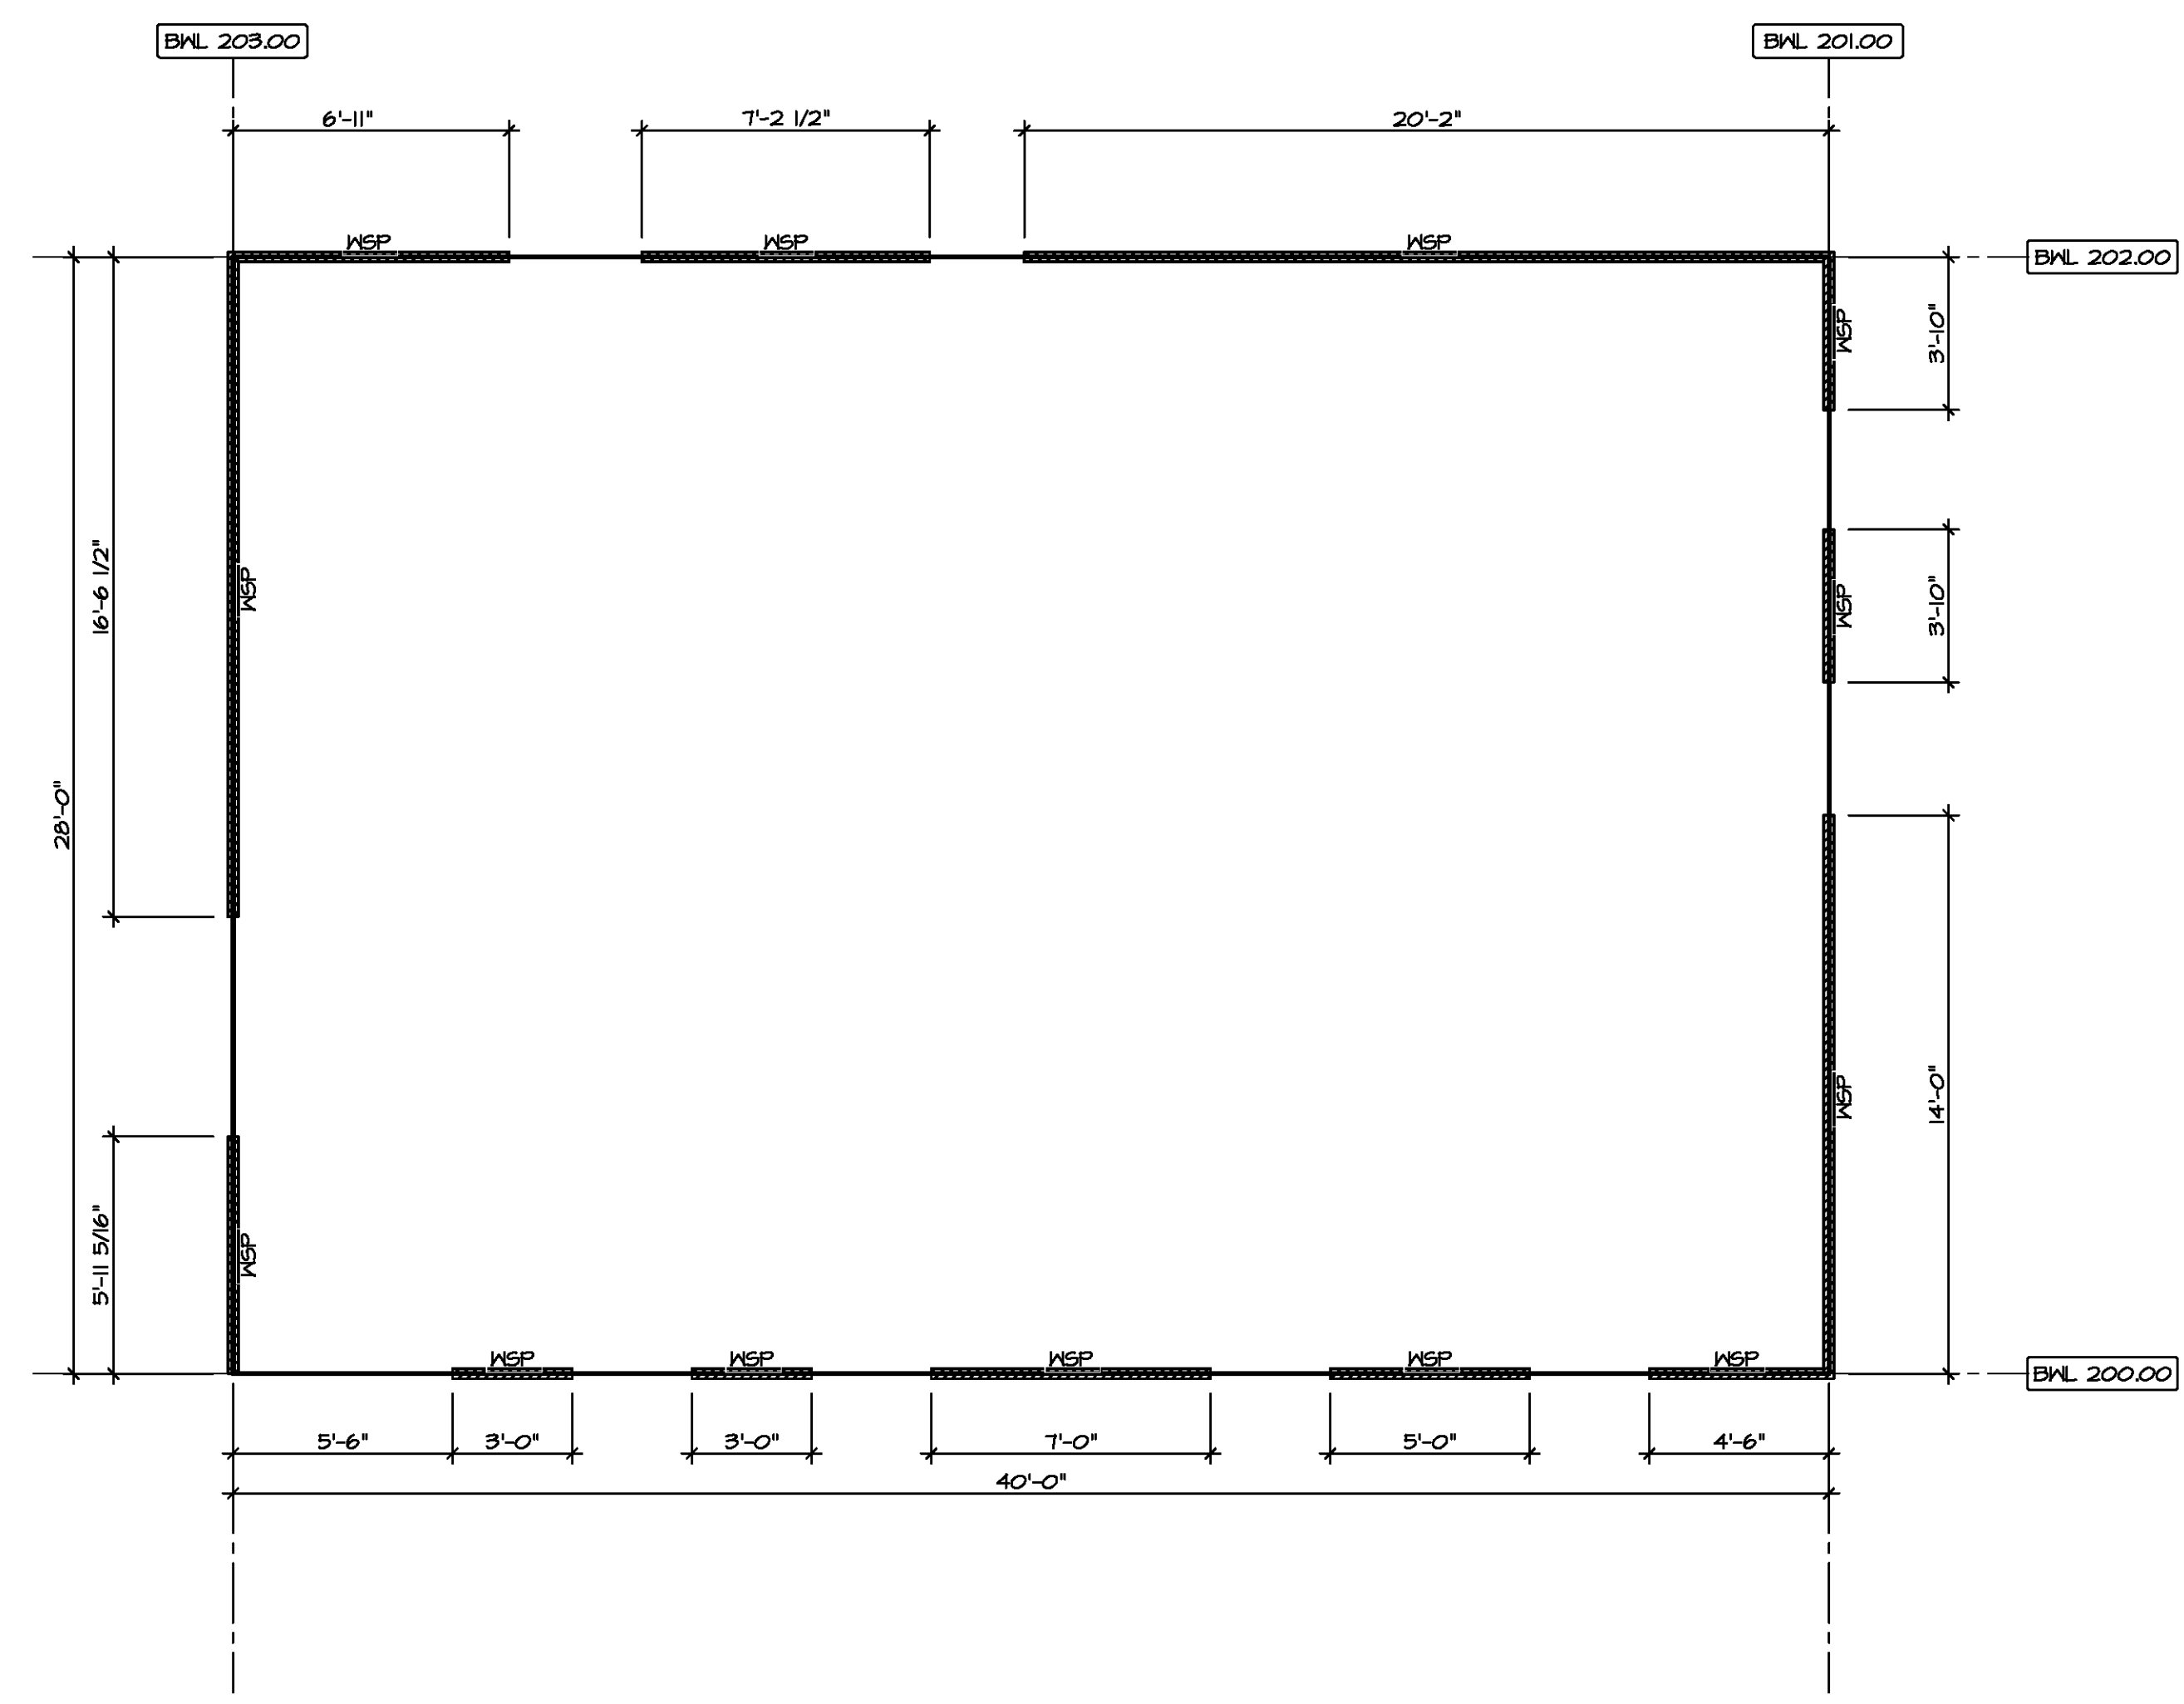 BWL 203.00
BWL 201.00
6'-11"
7'-2 1/2"
20'-2"
WSP
WSP
WSP
BWL 202.00
WSP
3'-10"
16'-6 1/2"
WSP
WSP
3'-10"
28'-0"
WSP
14'-0"
5'-11 5/16"
WSP
WSP
WSP
WSP
WSP
WSP
BWL 200.00
5'-6"
3'-0"
3'-0"
7'-0"
5'-0"
4'-6"
40'-0"